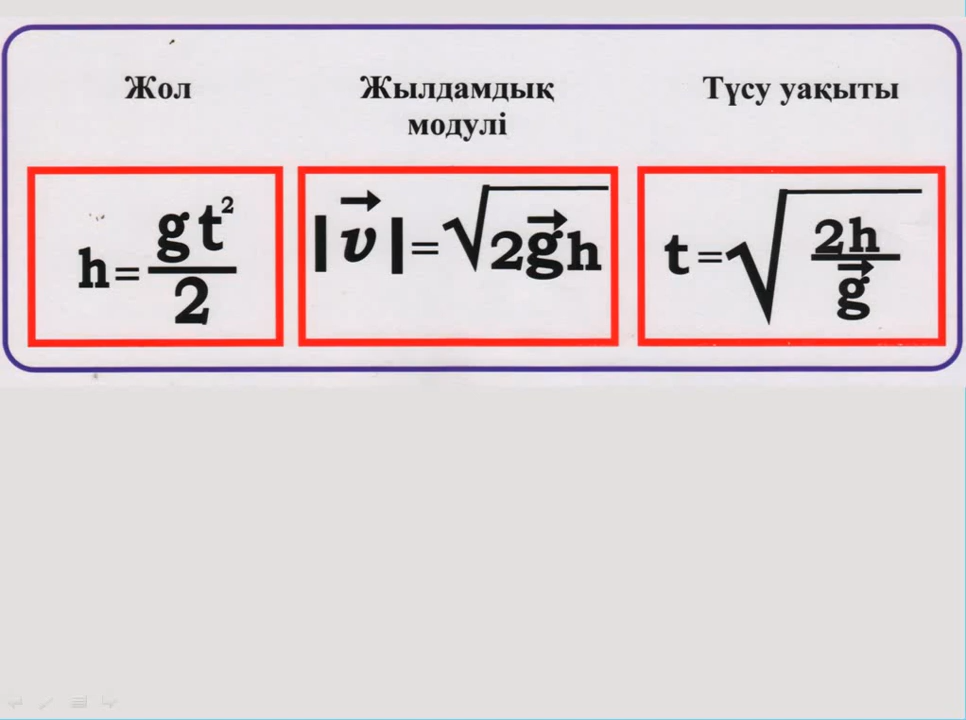 Жол
h = gt²/2
Жылдамдық
модулі
|v⃗| = √2g⃗h
Түсу уақыты
t = √2h/g⃗